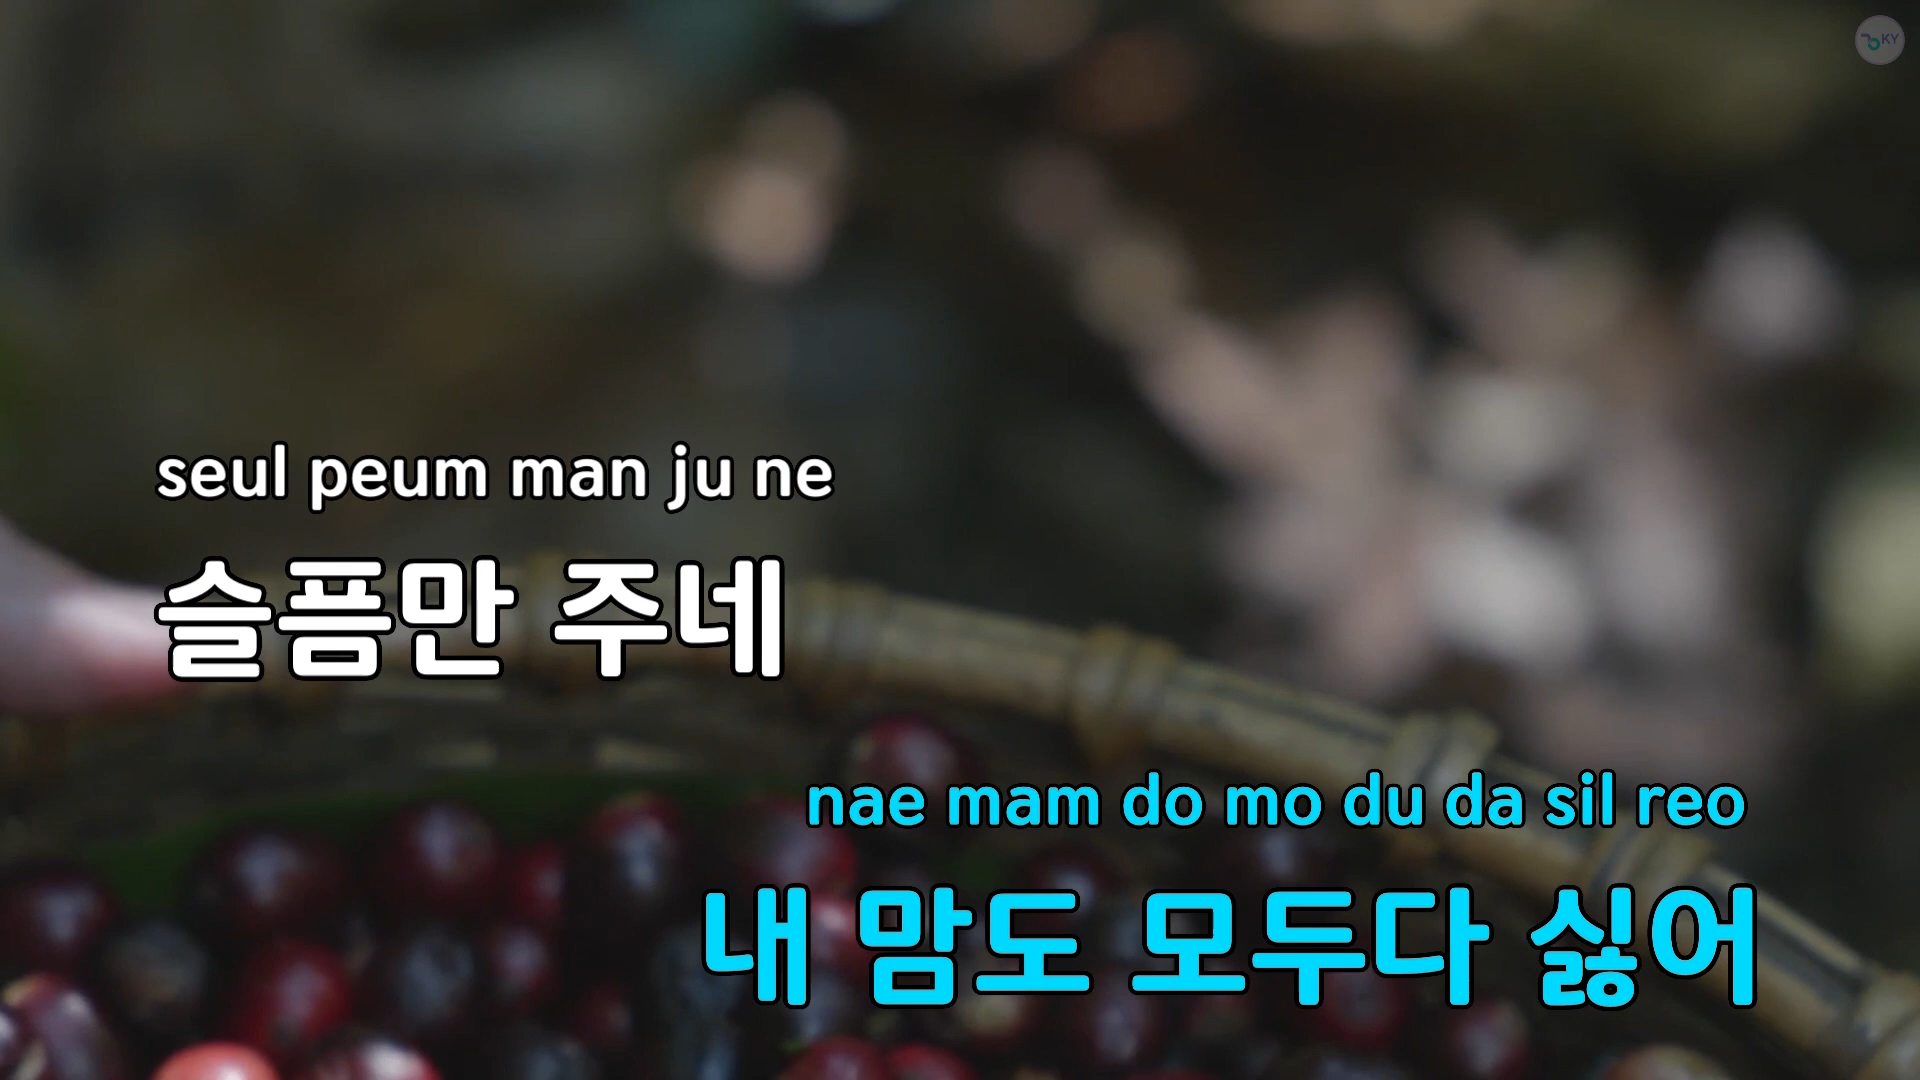 KY
seul peum man ju ne
슬픔만 주네
nae mam do mo du da sil reo
내 맘도 모두다 싫어